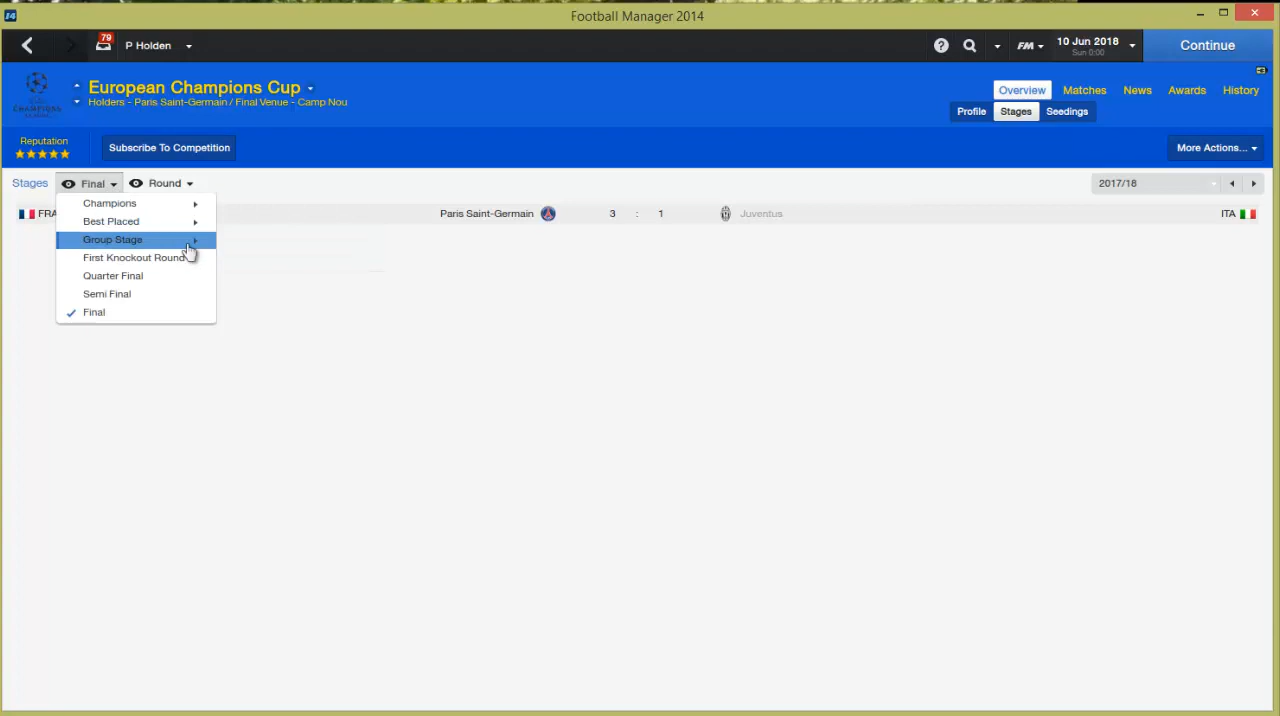 14
Football Manager 2014
79
P Holden
FM
10 Jun 2018
Sun 0:00
Continue
European Champions Cup
Holders - Paris Saint-Germain / Final Venue - Camp Nou
CHAMPIONS
Overview
Matches
News
Awards
History
Profile
Stages
Seedings
Reputation
Subscribe To Competition
More Actions...
Stages
Final
Round
2017/18
FRA
Paris Saint-Germain
3 : 1
Juventus
ITA
Champions
Best Placed
Group Stage
First Knockout Round
Quarter Final
Semi Final
Final